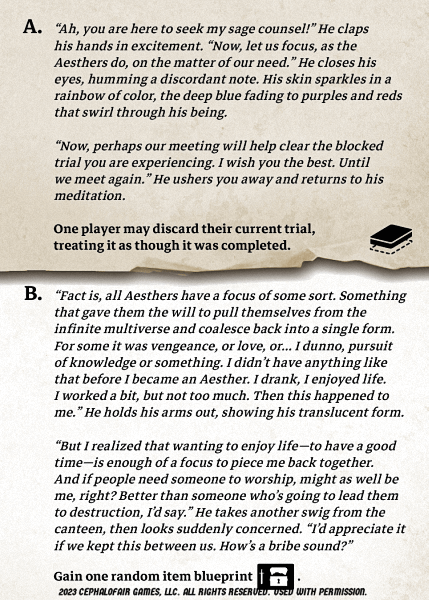 A. “Ah, you are here to seek my sage counsel!” He claps
his hands in excitement. “Now, let us focus, as the
Aesthers do, on the matter of our need.” He closes his
eyes, humming a discordant note. His skin sparkles in a
rainbow of color, the deep blue fading to purples and reds
that swirl through his being.
“Now, perhaps our meeting will help clear the blocked
trial you are experiencing. I wish you the best. Until
we meet again.” He ushers you away and returns to his
meditation.
One player may discard their current trial,
treating it as though it was completed.
B. “Fact is, all Aesthers have a focus of some sort. Something
that gave them the will to pull themselves from the
infinite multiverse and coalesce back into a single form.
For some it was vengeance, or love, or... I dunno, pursuit
of knowledge or something. I didn’t have anything like
that before I became an Aesther. I drank, I enjoyed life.
I worked a bit, but not too much. Then this happened to
me.” He holds his arms out, showing his translucent form.
“But I realized that wanting to enjoy life—to have a good
time—is enough of a focus to piece me back together.
And if people need someone to worship, might as well be
me, right? Better than someone who’s going to lead them
to destruction, I’d say.” He takes another swig from the
canteen, then looks suddenly concerned. “I’d appreciate it
if we kept this between us. How’s a bribe sound?”
Gain one random item blueprint .
2023 CEPHALOFAIR GAMES, LLC. ALL RIGHTS RESERVED. USED WITH PERMISSION.